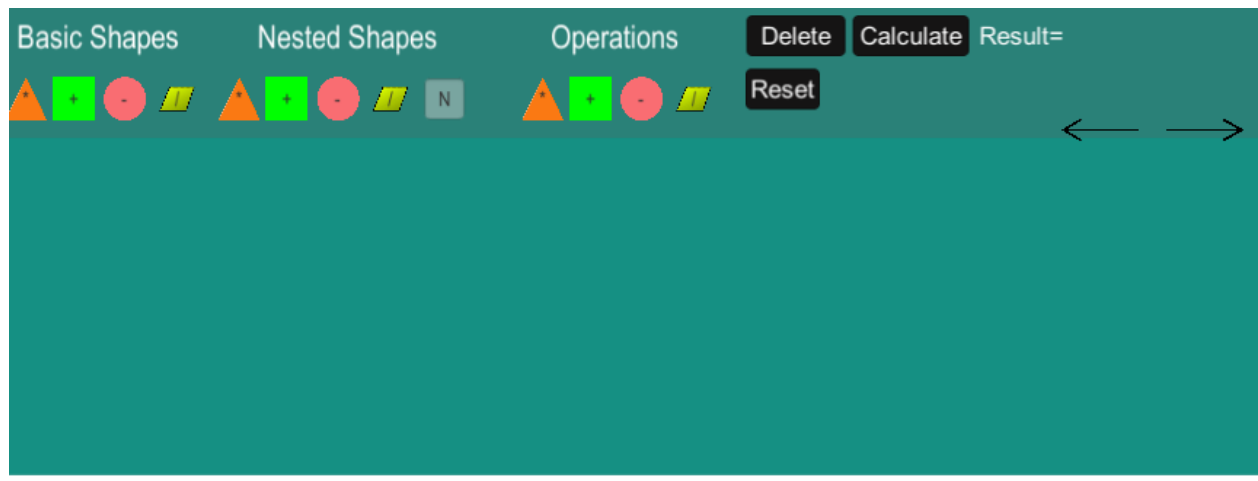 Basic Shapes Nested Shapes Operations Delete Calculate Result=
* + - / * + - / N * + - / Reset